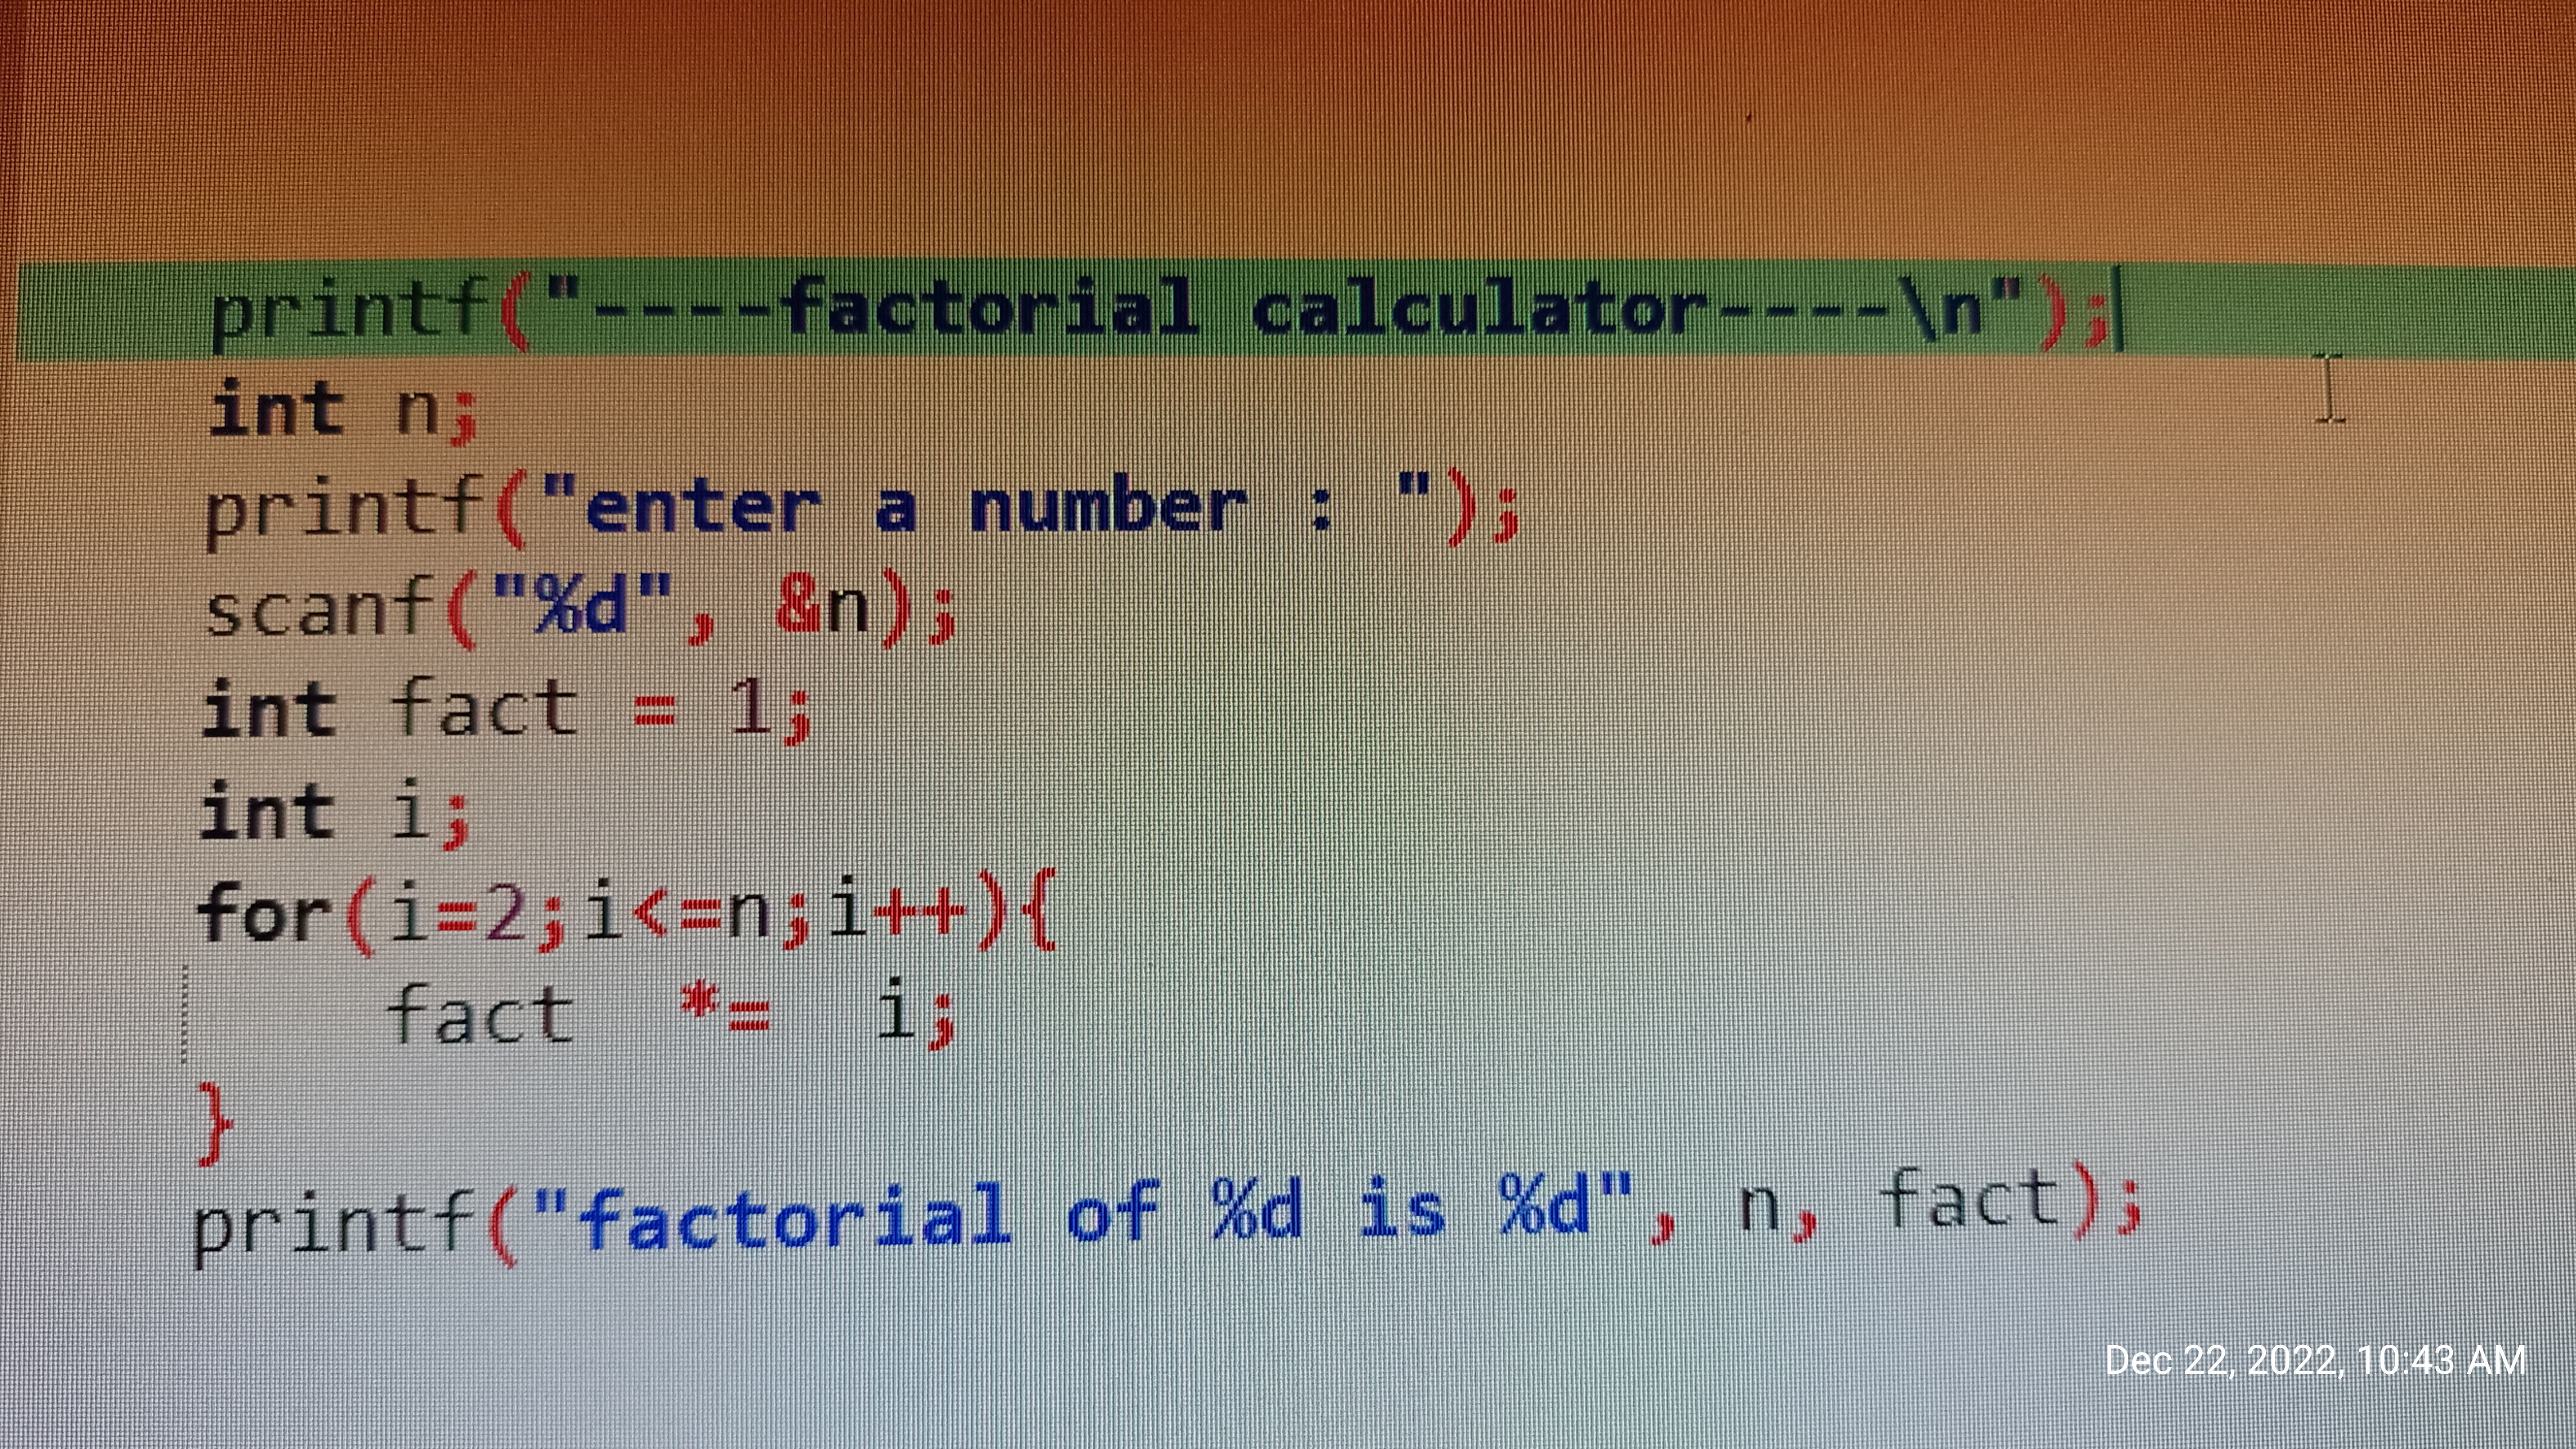 printf("----factorial calculator----\n");
int n;
printf("enter a number : ");
scanf("%d", &n);
int fact = 1;
int i;
for(i=2;i<=n;i++){
    fact  *=  i;
}
printf("factorial of %d is %d", n, fact);
Dec 22, 2022, 10:43 AM